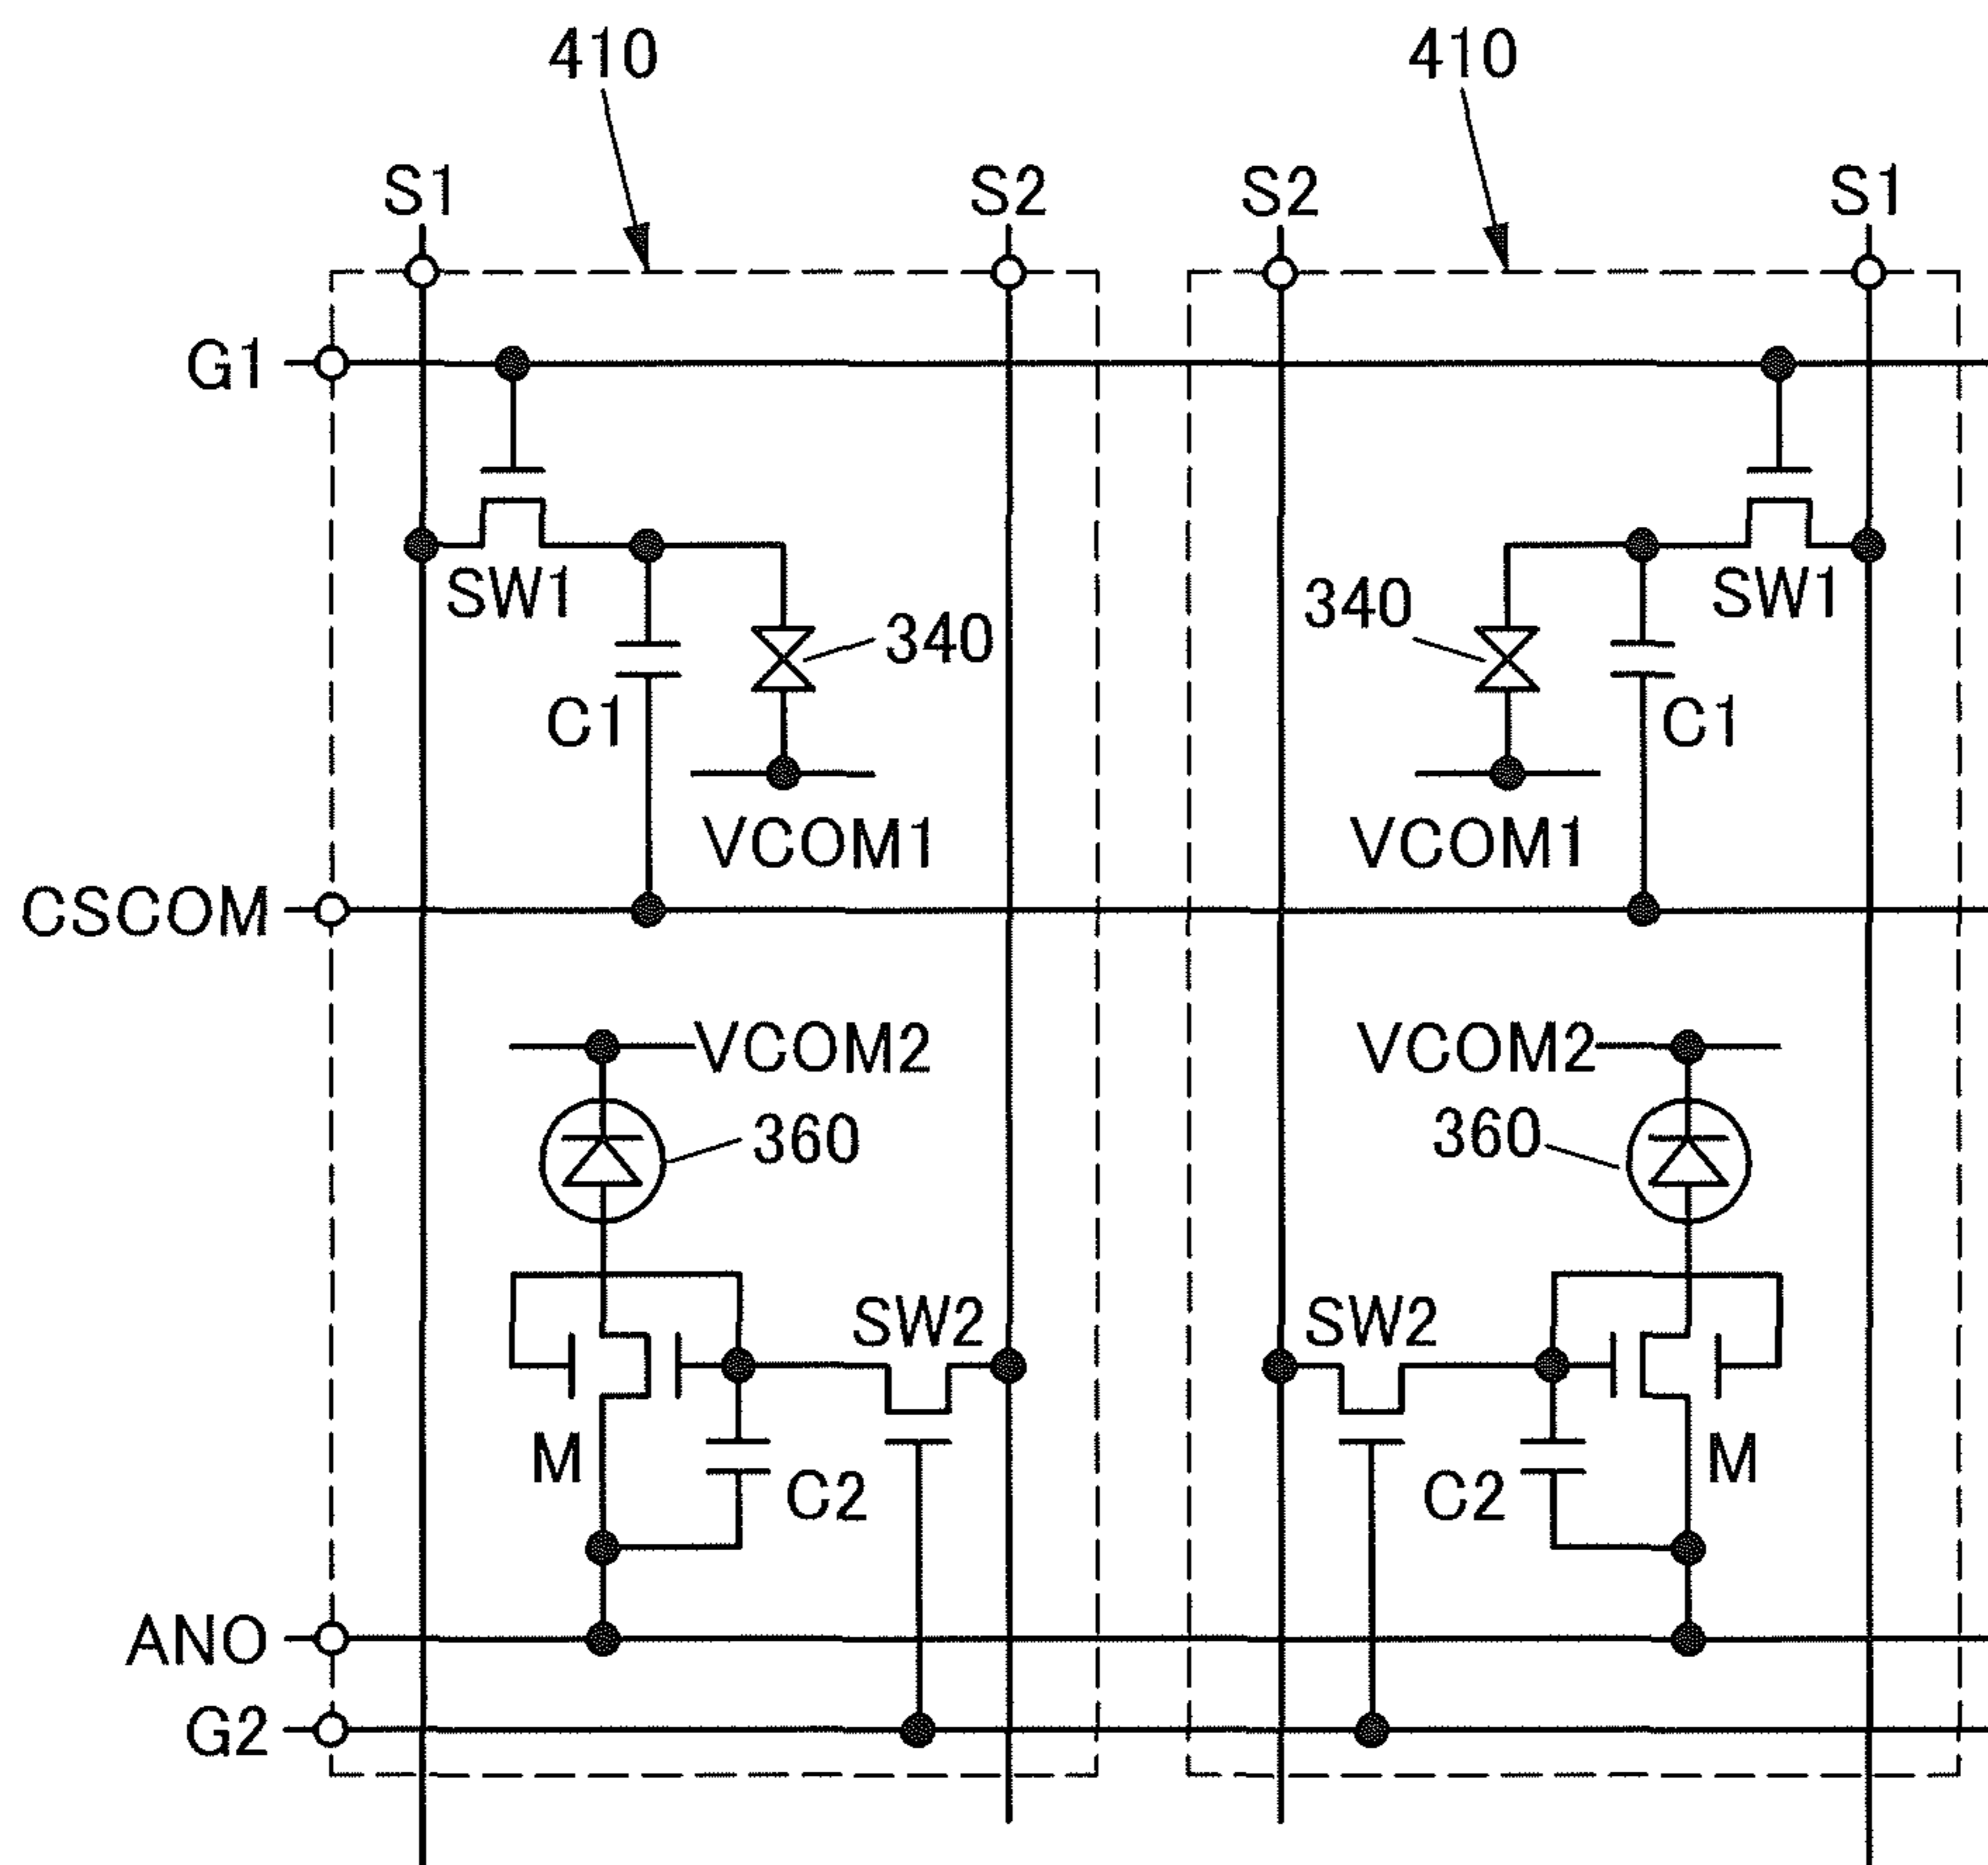 410 410
S1 S2 S2 S1
G1
SW1 340 340 SW1
C1 C1
VCOM1 VCOM1
CSCOM
VCOM2 VCOM2
360 360
SW2 SW2
M C2 C2 M
ANO
G2